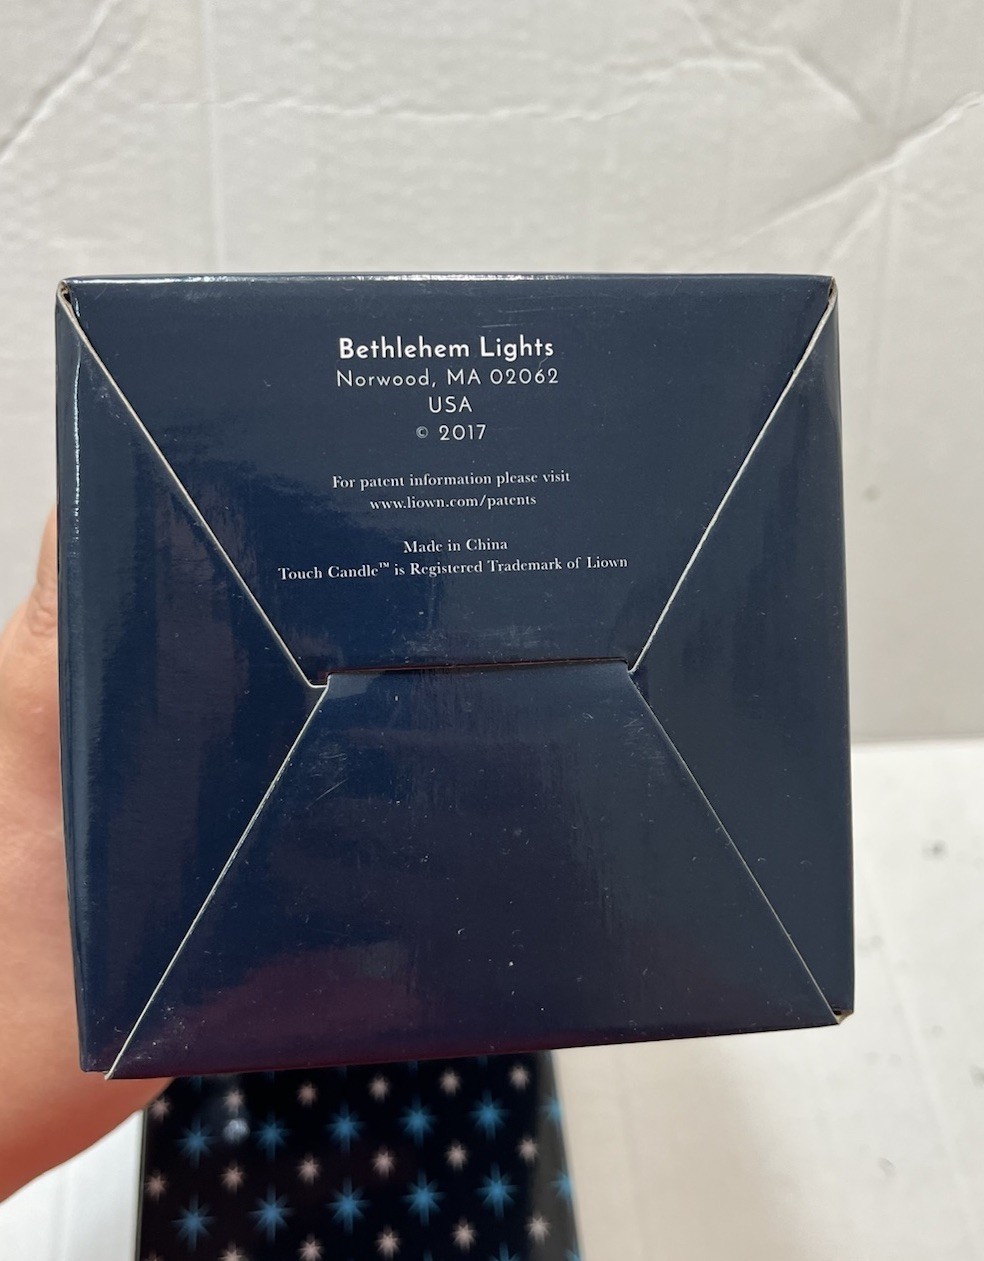 Bethlehem Lights
Norwood, MA 02062
USA
© 2017
For patent information please visit
www.liown.com/patents
Made in China
Touch Candle™ is Registered Trademark of Liown